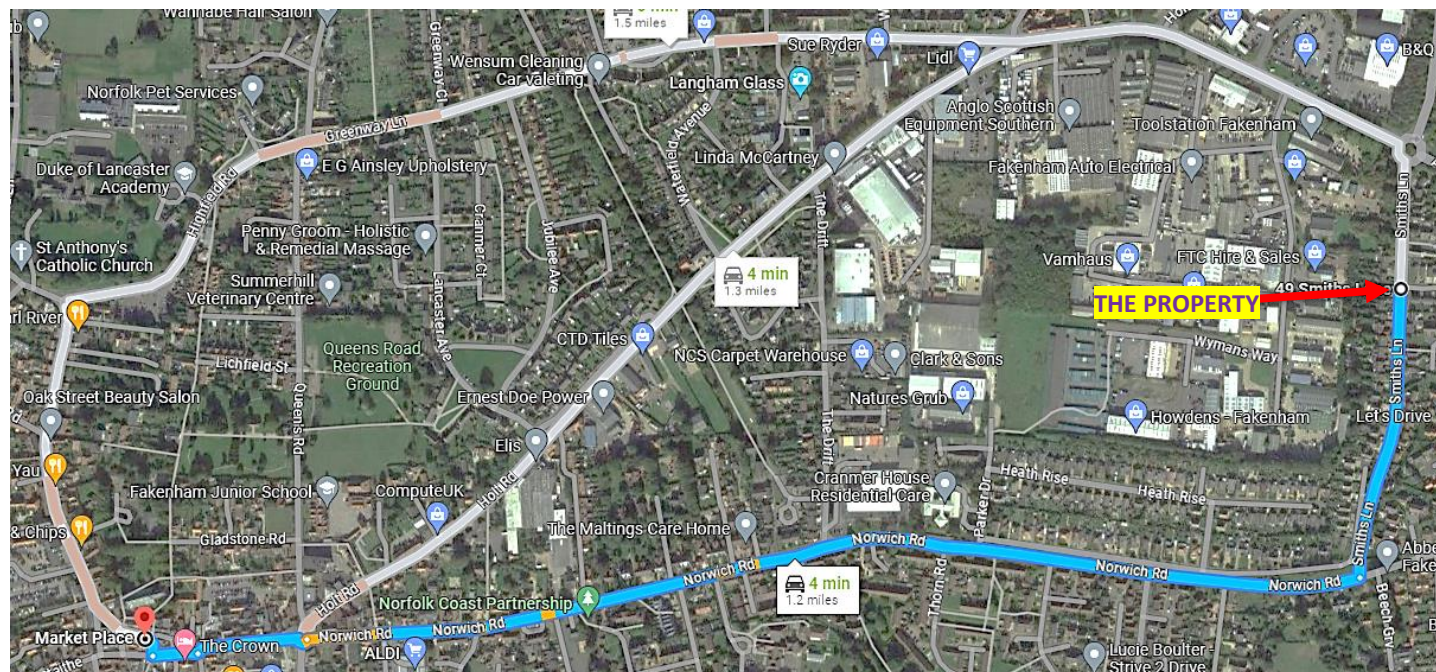 Wannabe Hair Salon
1.5 miles
Greenway Cl
Sue Ryder
B&Q
Wensum Cleaning
Car valeting
Lidl
Norfolk Pet Services
Langham Glass
Anglo Scottish
Equipment Southern
Toolstation Fakenham
Greenway Ln
Waterfield Avenue
Linda McCartney
E G Ainsley Upholstery
Fakenham Auto Electrical
Duke of Lancaster
Academy
Smiths Ln
Highfield Rd
Cranmer Ct
Jubilee Ave
The Drift
Penny Groom - Holistic
& Remedial Massage
St Anthony's
Catholic Church
Varnhaus
FTC Hire & Sales
4 min
1.3 miles
Summerhill
Veterinary Centre
Lancaster Ave
49 Smiths
THE PROPERTY
CTD Tiles
Wymans Way
Queens Road
Recreation
Ground
NCS Carpet Warehouse
Clark & Sons
Lichfield St
Smiths Ln
Oak Street Beauty Salon
Ernest Doe Power
Natures Grub
Howdens - Fakenham
Let's Drive
Queens Rd
The Drift
Elis
Yau
Cranmer House
Residential Care
Heath Rise
Heath Rise
Fakenham Junior School
ComputeUK
Holt Rd
Parker Dr
& Chips
The Maltings Care Home
Gladstone Rd
Smiths Ln
Norwich Rd
Norwich Rd
Norwich Rd
Norwich Rd
4 min
1.2 miles
Thorn Rd
Beech Grv
Holt Rd
Norfolk Coast Partnership
Norwich Rd
Norwich Rd
Market Place
The Crown
ALDI
Lucie Boulter -
Strive 2 Drive